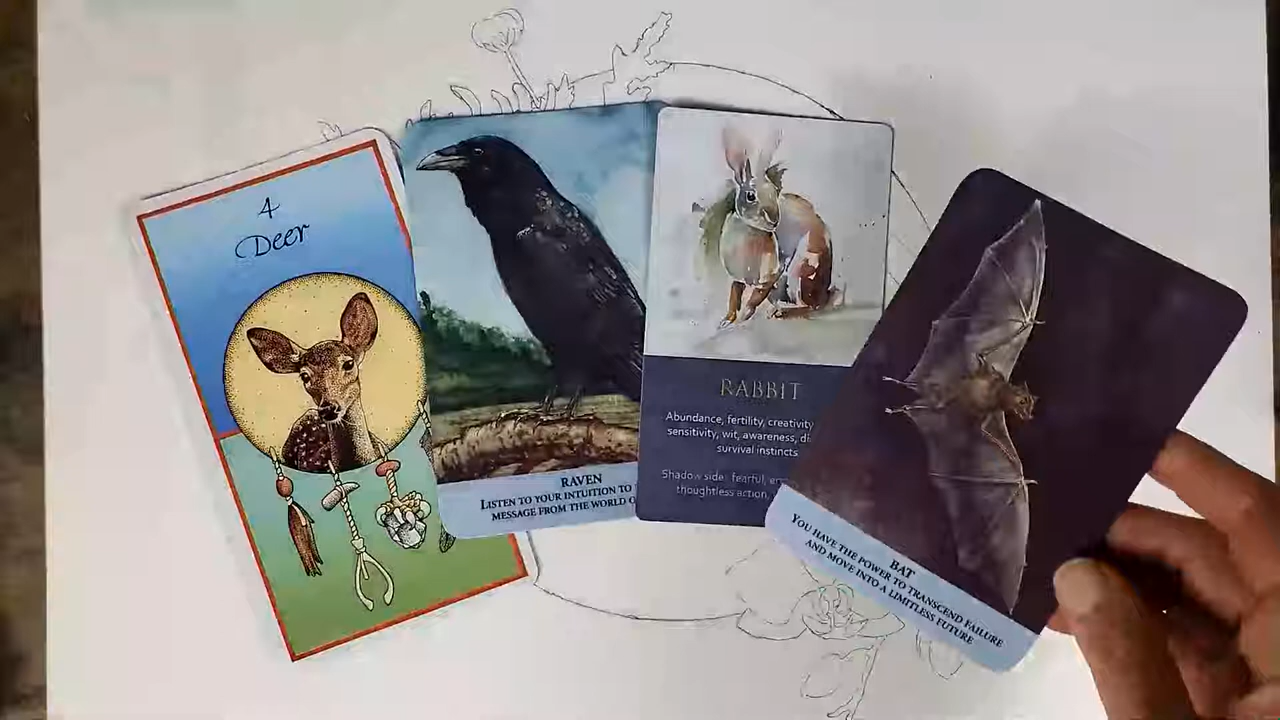 4
Deer
RAVEN
LISTEN TO YOUR INTUITION TO
MESSAGE FROM THE WORLD
RABBIT
Abundance, fertility, creativity
sensitivity, wit, awareness,
survival instincts
Shadow side: fearful,
thoughtless action,
BAT
YOU HAVE THE POWER TO TRANSCEND FAILURE
AND MOVE INTO A LIMITLESS FUTURE